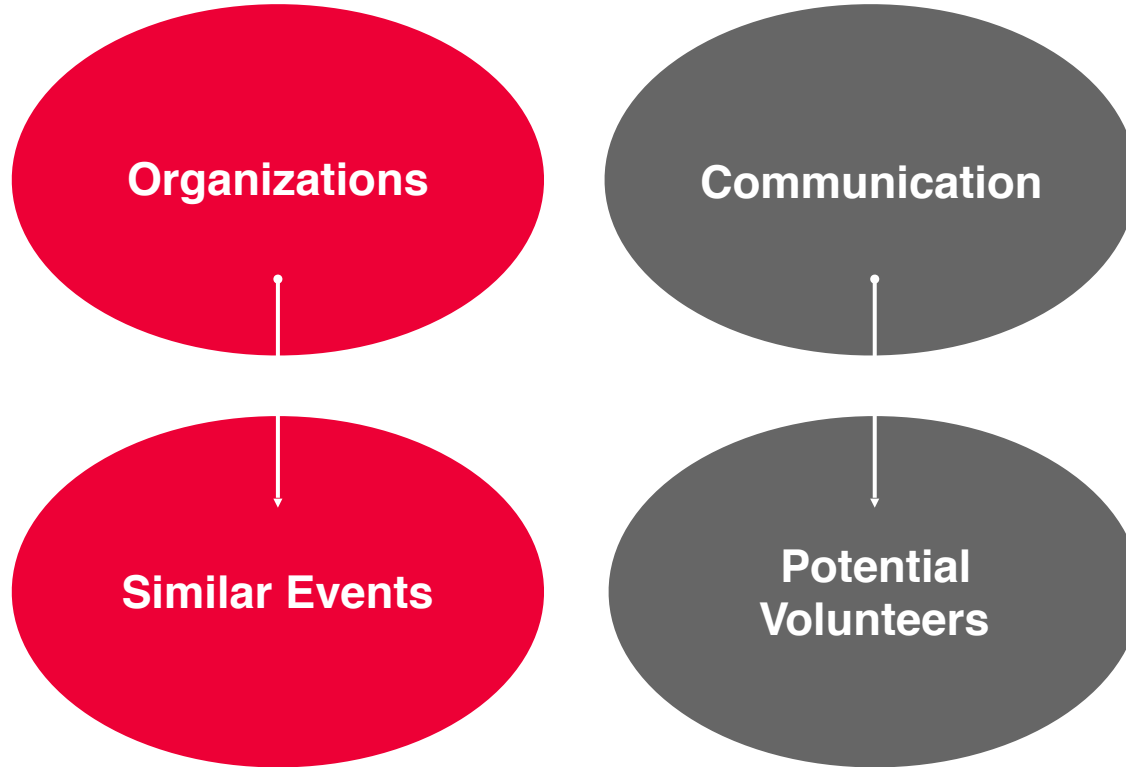 Organizations
Communication
Similar Events
Potential
Volunteers